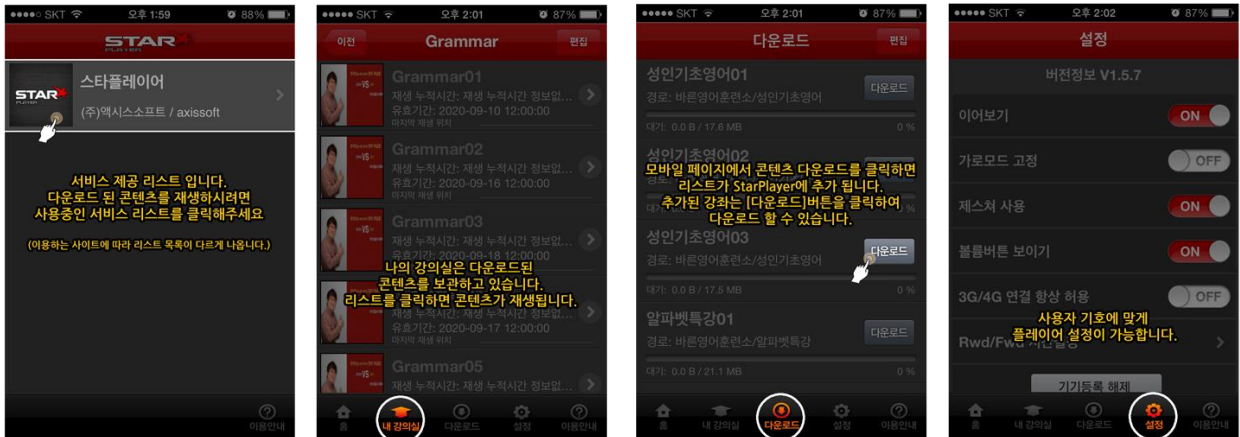 SKT 오후 1:59 88%
STAR
PLAYER
STAR
PLAYER
스타플레이어
(주)액시스소프트 / axissoft
서비스 제공 리스트 입니다.
다운로드 된 콘텐츠를 재생하시려면
사용중인 서비스 리스트를 클릭해주세요
(이용하는 사이트에 따라 리스트 목록이 다르게 나옵니다.)
이용안내
SKT 오후 2:01 87%
이전 Grammar 편집
Grammar01
재생 누적시간: 재생 누적시간 정보없...
유효기간: 2020-09-10 12:00:00
마지막 재생 위치
Grammar02
재생 누적시간: 재생 누적시간 정보없...
유효기간: 2020-09-16 12:00:00
마지막 재생 위치
Grammar03
재생 누적시간: 재생 누적시간 정보없...
유효기간: 2020-09-18 12:00:00
나의 강의실은 다운로드된
콘텐츠를 보관하고 있습니다.
리스트를 클릭하면 콘텐츠가 재생됩니다.
재생 누적시간: 재생 누적시간 정보없...
유효기간: 2020-09-17 12:00:00
마지막 재생 위치
Grammar05
재생 누적시간: 재생 누적시간 정보없...
홈 내 강의실 다운로드 설정 이용안내
SKT 오후 2:01 87%
다운로드 편집
성인기초영어01
경로: 바른영어훈련소/성인기초영어
다운로드
대기: 0.0 B / 17.6 MB 0 %
성인기초영어02
모바일 페이지에서 콘텐츠 다운로드를 클릭하면
리스트가 StarPlayer에 추가 됩니다.
추가된 강좌는 [다운로드]버튼을 클릭하여
다운로드 할 수 있습니다.
성인기초영어03
경로: 바른영어훈련소/성인기초영어
다운로드
대기: 0.0 B / 17.5 MB 0 %
알파벳특강01
경로: 바른영어훈련소/알파벳특강
다운로드
대기: 0.0 B / 21.1 MB 0 %
홈 내 강의실 다운로드 설정 이용안내
SKT 오후 2:02 87%
설정
버전정보 V1.5.7
이어보기 ON
가로모드 고정 OFF
제스쳐 사용 ON
볼륨버튼 보이기 ON
3G/4G 연결 항상 허용 OFF
사용자 기호에 맞게
플레이어 설정이 가능합니다.
Rwd/Fwd
기기등록 해제
홈 내 강의실 다운로드 설정 이용안내